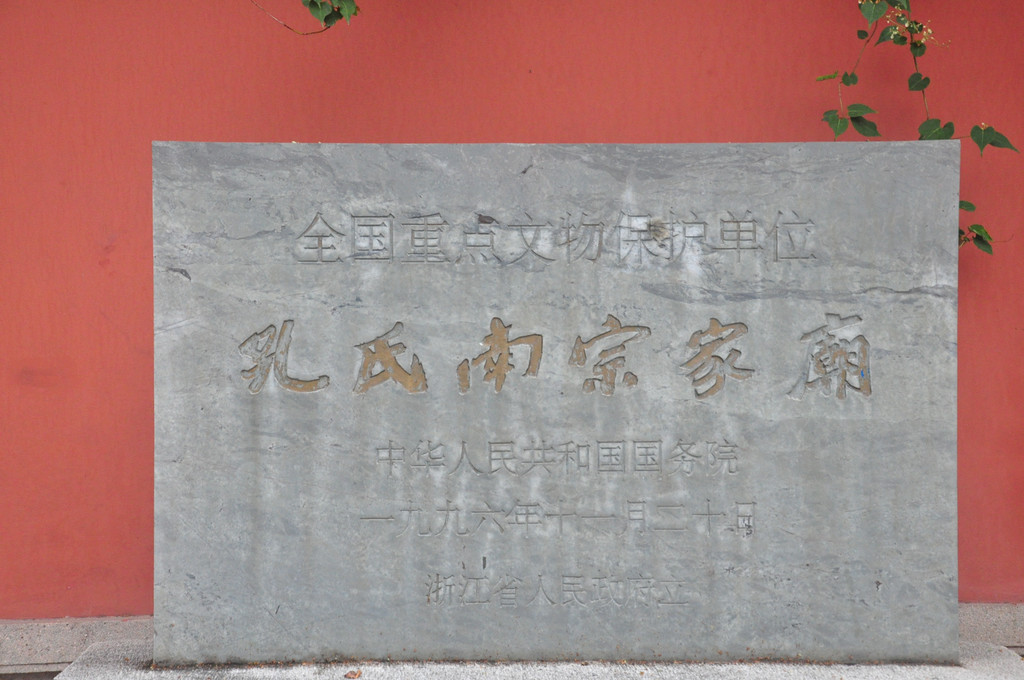 全国重点文物保护单位
孔氏南宗家廟
中华人民共和国国务院
一九九六年十一月二十日
浙江省人民政府立